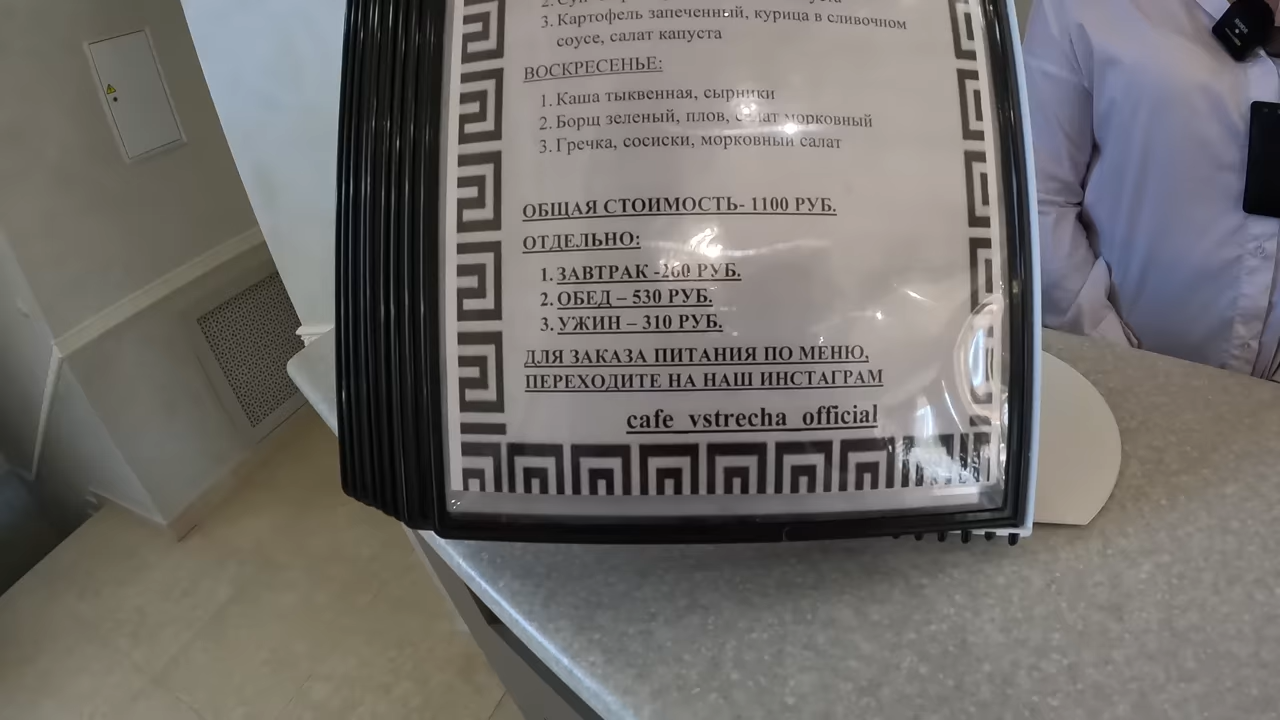 3. Картофель запеченный, курица в сливочном
соусе, салат капуста
ВОСКРЕСЕНЬЕ:
1. Каша тыквенная, сырники
2. Борщ зеленый, плов, салат морковный
3. Гречка, сосиски, морковный салат
ОБЩАЯ СТОИМОСТЬ- 1100 РУБ.
ОТДЕЛЬНО:
1. ЗАВТРАК -260 РУБ.
2. ОБЕД – 530 РУБ.
3. УЖИН – 310 РУБ.
ДЛЯ ЗАКАЗА ПИТАНИЯ ПО МЕНЮ,
ПЕРЕХОДИТЕ НА НАШ ИНСТАГРАМ
cafe_vstrecha_official